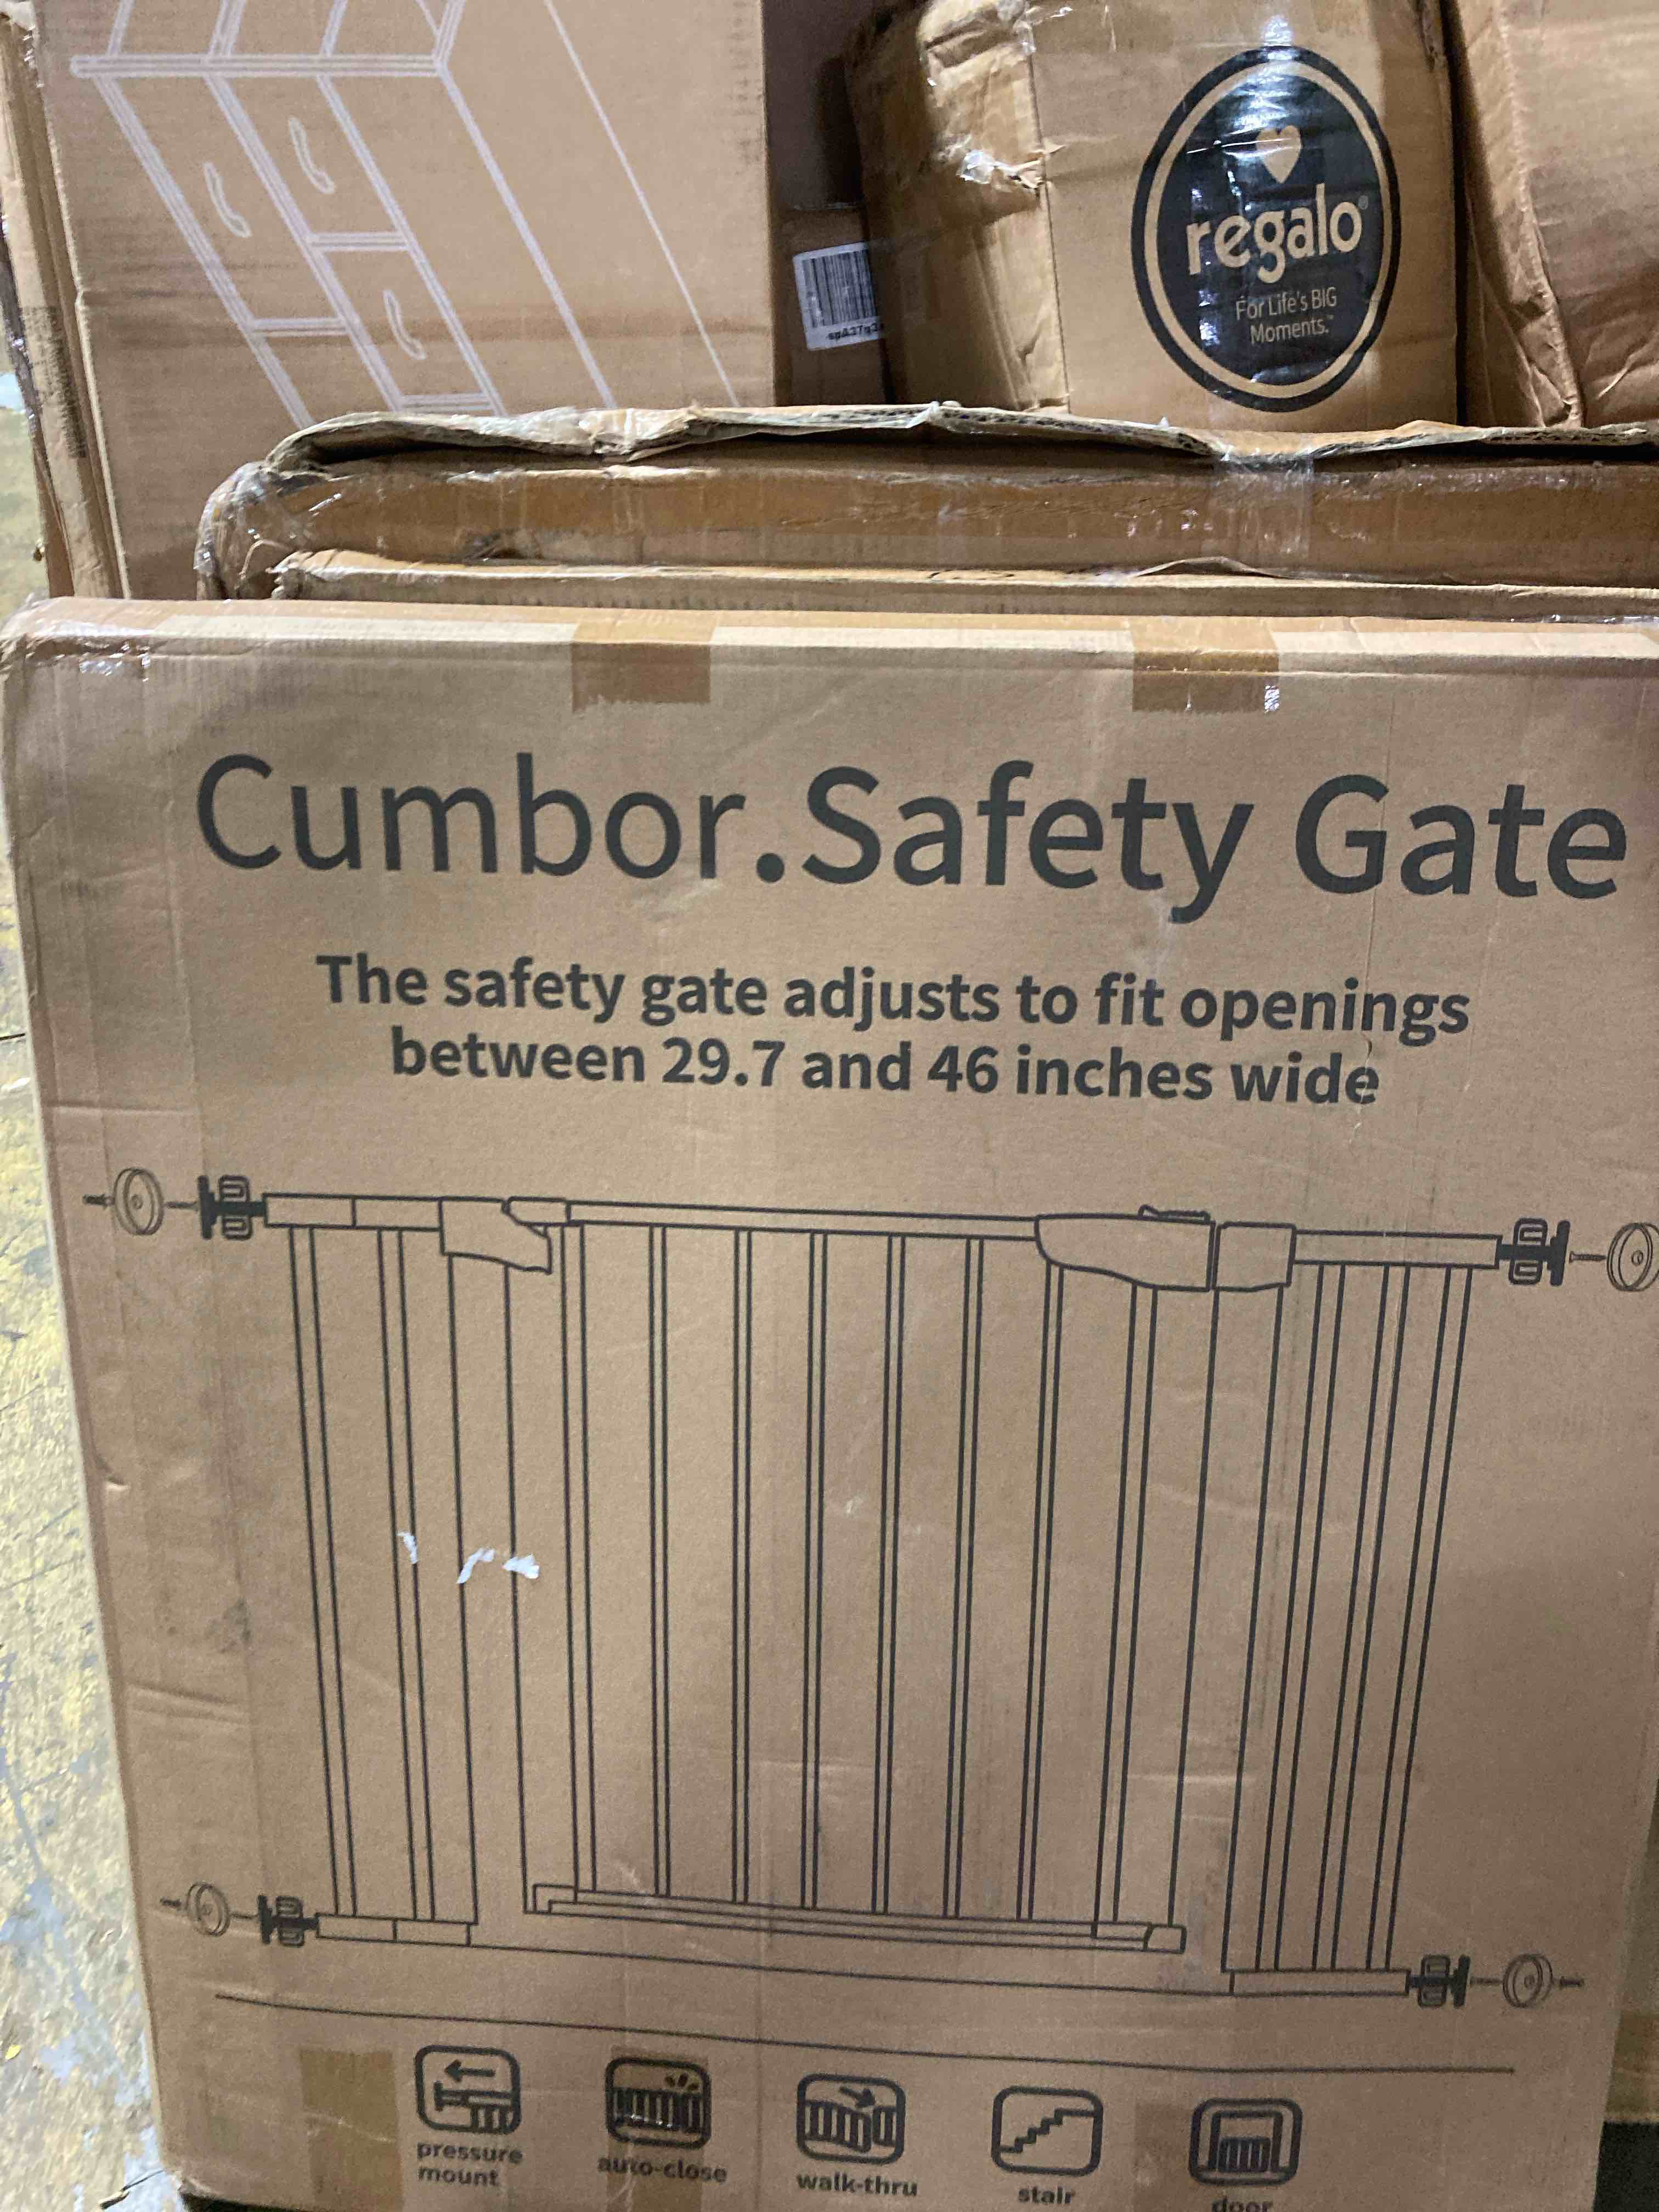 regalo®
For Life's BIG
Moments.™
Cumbor.Safety Gate
The safety gate adjusts to fit openings
between 29.7 and 46 inches wide
pressure
mount
auto-close
walk-thru
stair
door